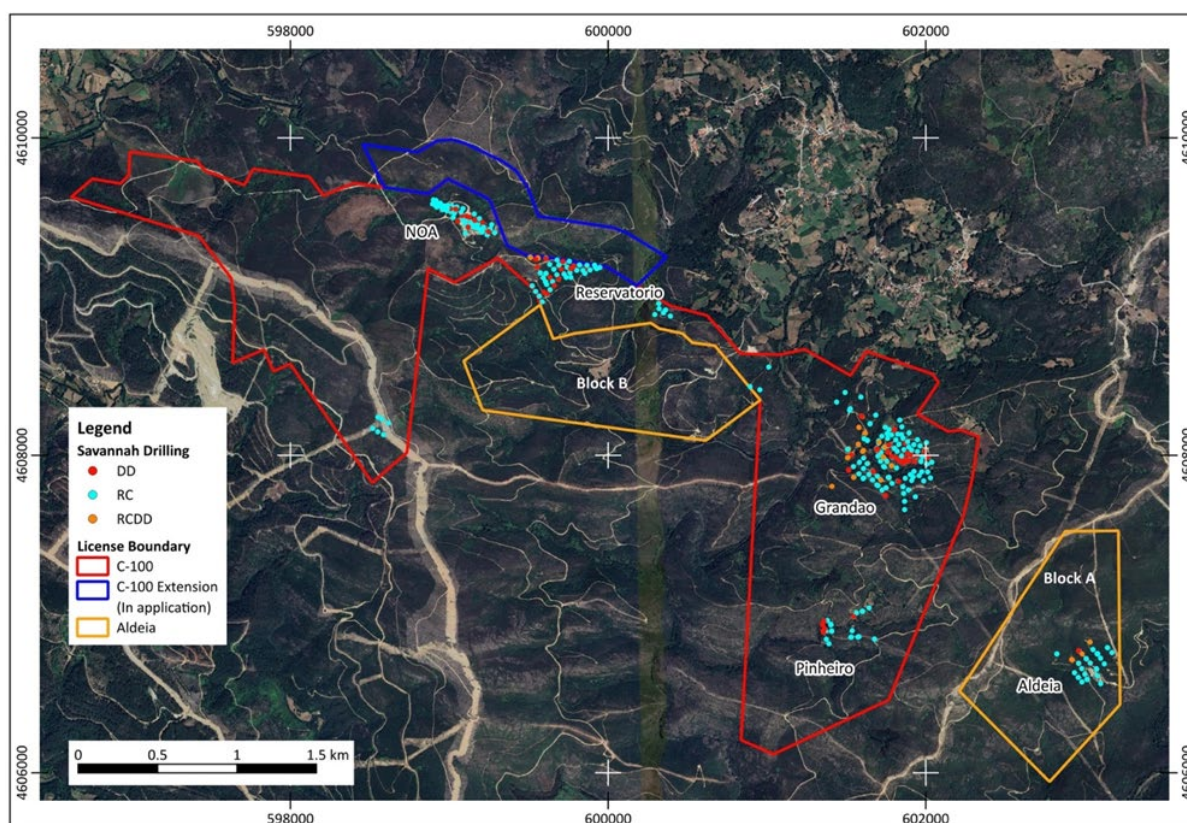 598000
600000
602000
4610000
4610000
NOA
Reservatorio
Block B
Legend
Savannah Drilling
DD
RC
RCDD
License Boundary
C-100
C-100 Extension
(In application)
Aldeia
4608000
4608000
Grandao
Block A
Pinheiro
Aldeia
0 0.5 1 1.5 km
4606000
4606000
598000
600000
602000